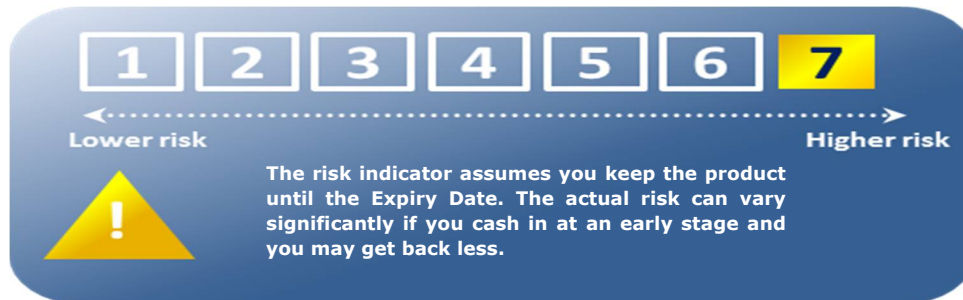 1 2 3 4 5 6 7
Lower risk Higher risk
!
The risk indicator assumes you keep the product
until the Expiry Date. The actual risk can vary
significantly if you cash in at an early stage and
you may get back less.